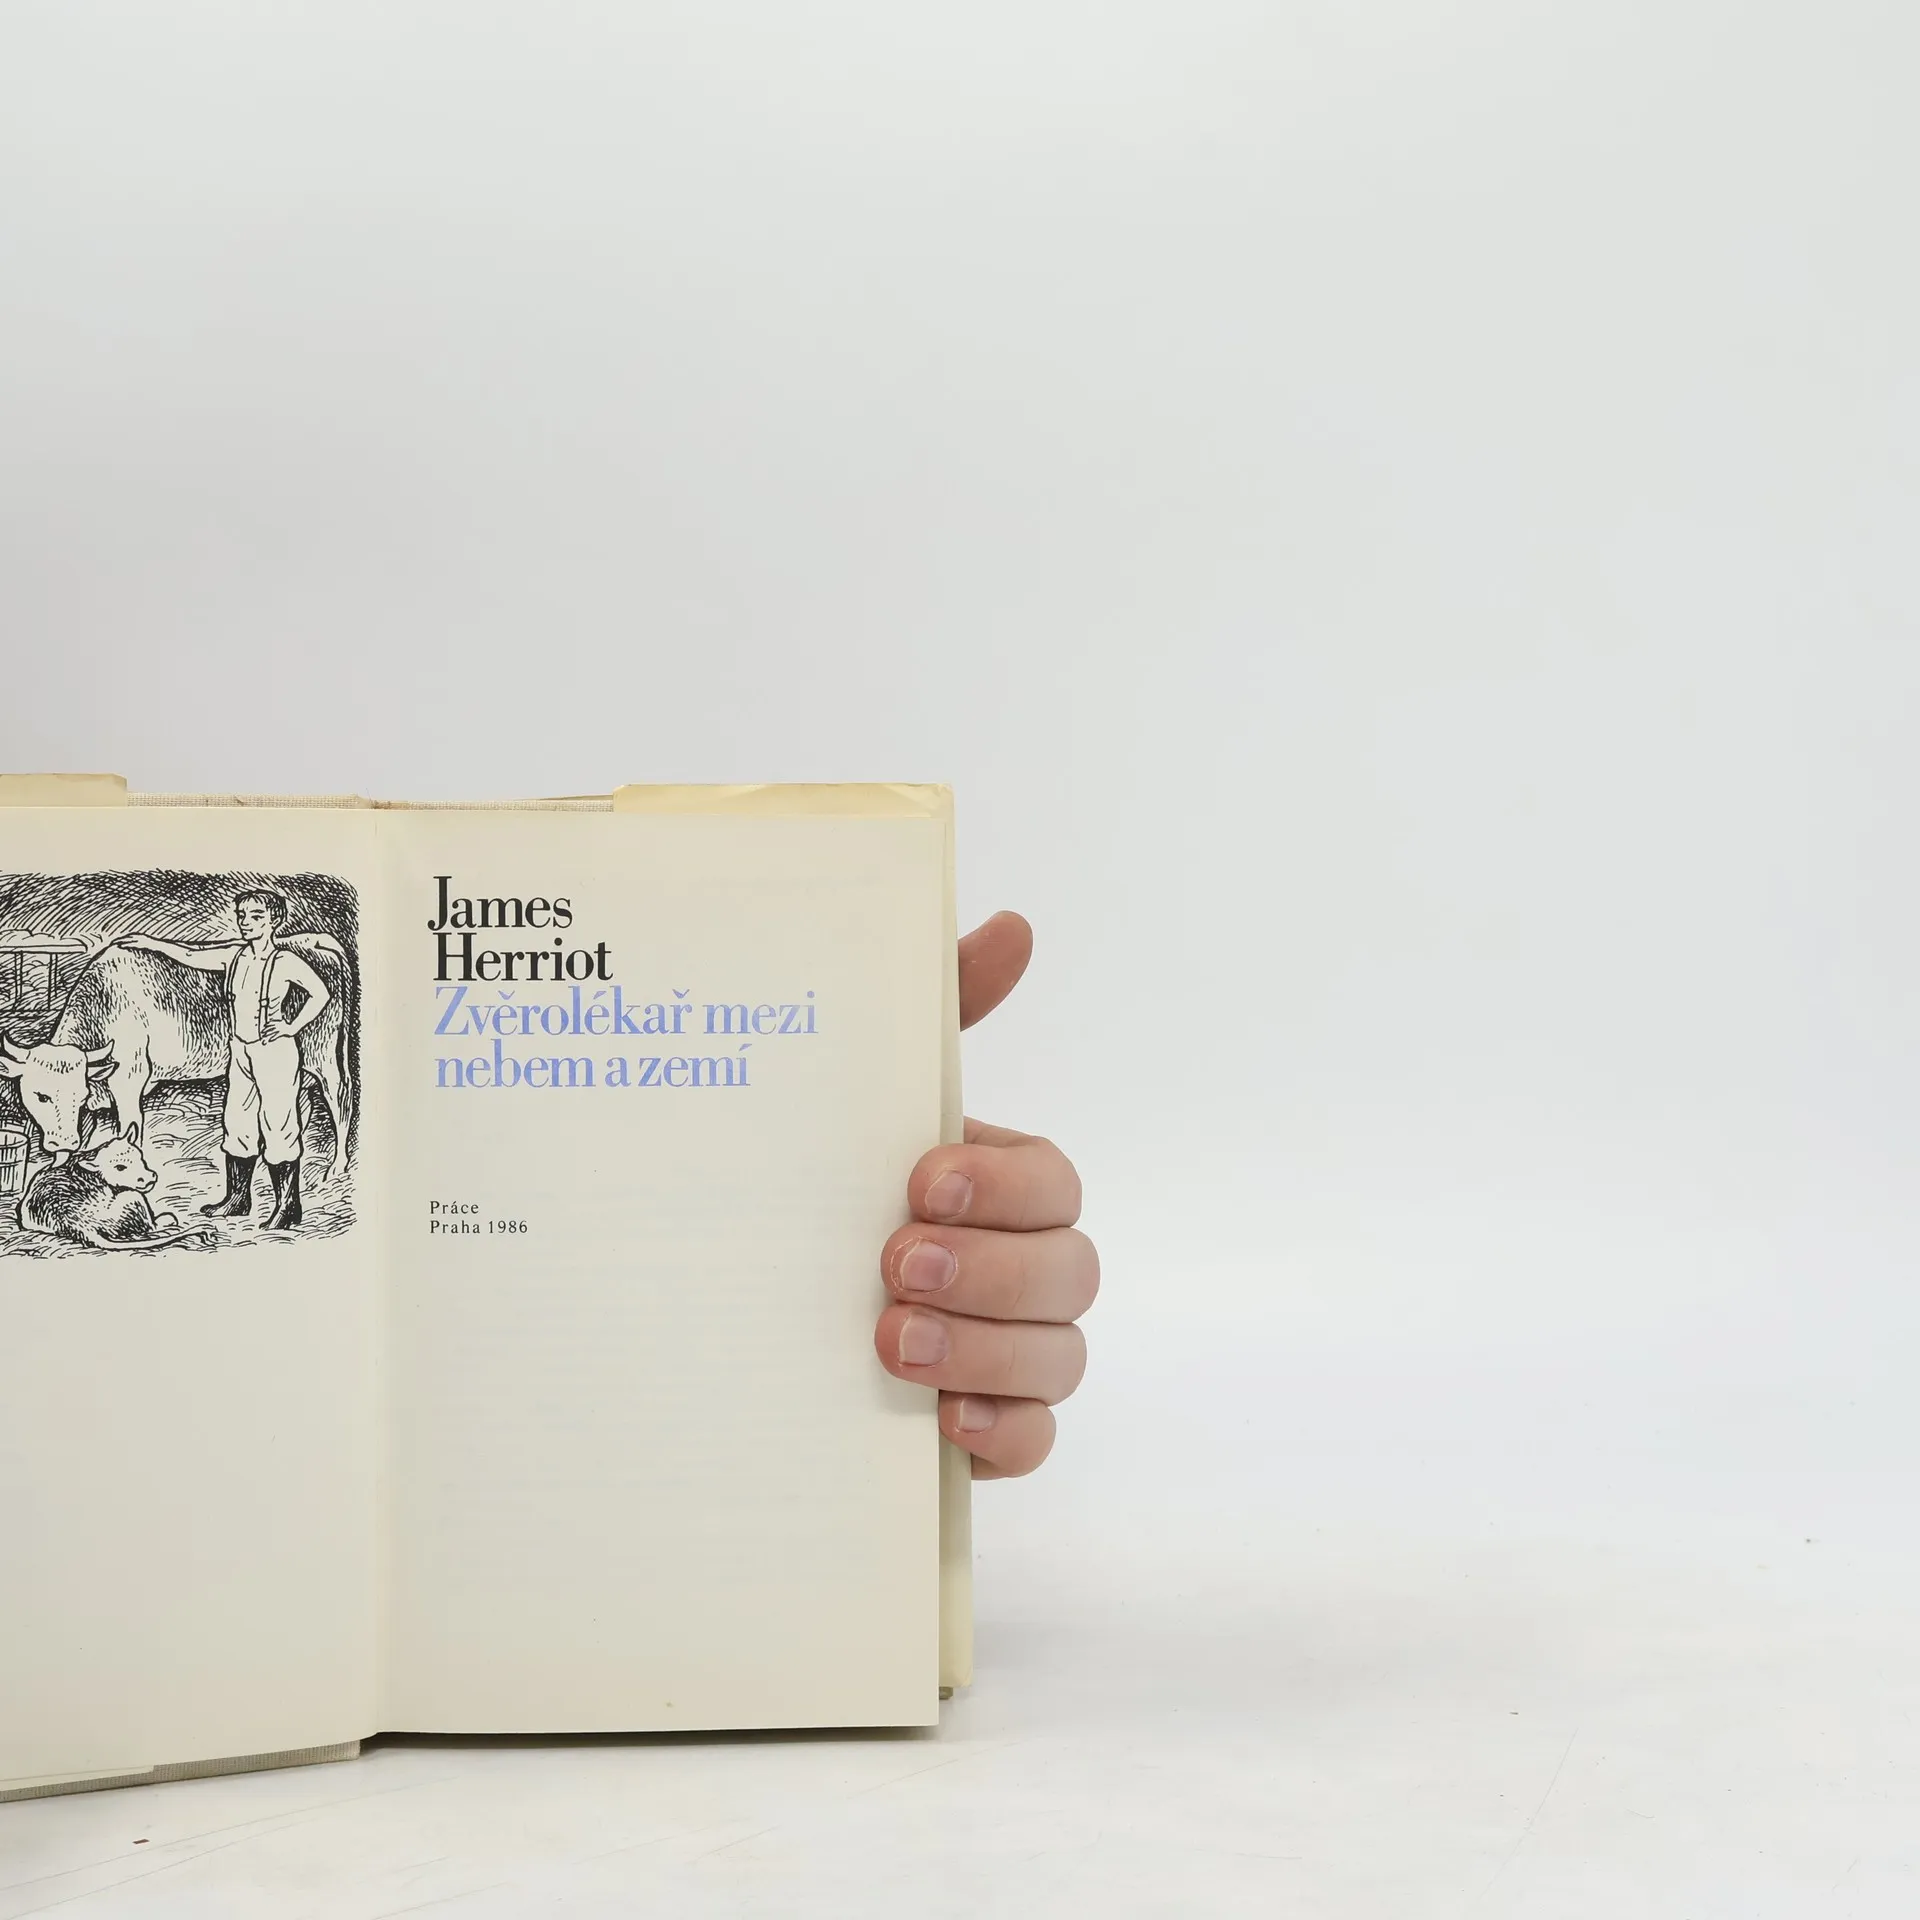 James
Herriot
Zvěrolékař mezi
nebem a zemí
Práce
Praha 1986